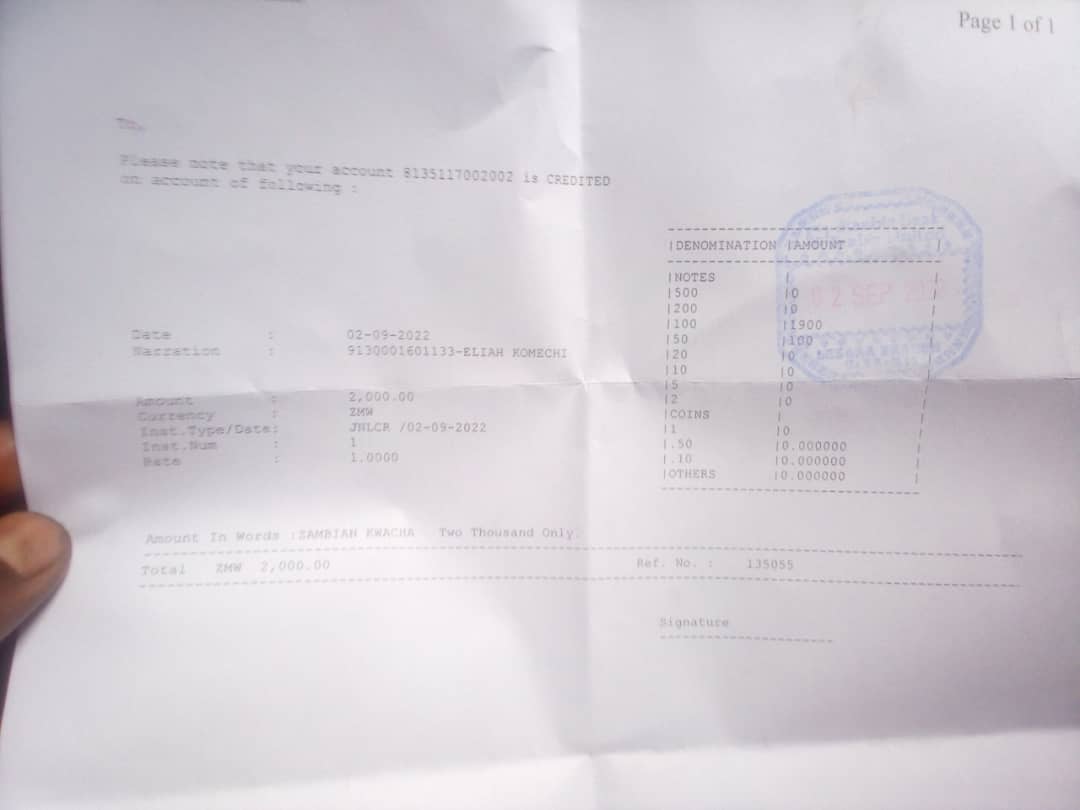 Page 1 of 1
To,
Please note that your account 8135117002002 is CREDITED
on account of following :
|DENOMINATION |AMOUNT |
|NOTES | |
|500 |0 |
|200 |0 |
|100 |1900 |
|50 |100 |
|20 |0 |
|10 |0 |
|5 |0 |
|2 |0 |
|COINS | |
|1 |0 |
|.50 |0.000000 |
|.10 |0.000000 |
|OTHERS |0.000000 |
02 SEP 2022
Date : 02-09-2022
Narration : 9130001601133-ELIAH KOMECHI
Amount : 2,000.00
Currency : ZMW
Inst.Type/Date: JNLCR /02-09-2022
Inst.Num : 1
Rate : 1.0000
Amount In Words :ZAMBIAN KWACHA Two Thousand Only.
Total ZMW 2,000.00 Ref. No. : 135055
Signature